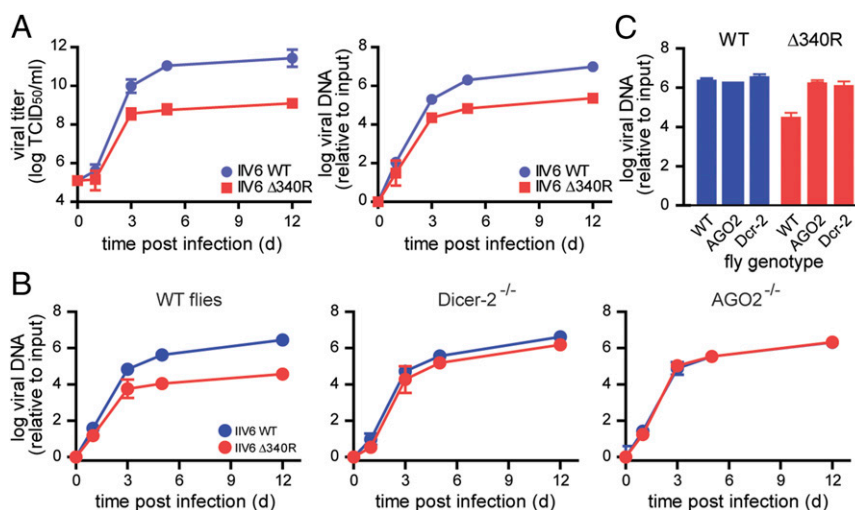 A
viral titer
(log TCID50/ml)
12
10
8
6
4
IIV6 WT
IIV6 Δ340R
0 3 6 9 12
time post infection (d)
log viral DNA
(relative to input)
8
6
4
2
0
IIV6 WT
IIV6 Δ340R
0 3 6 9 12
time post infection (d)
C
WT Δ340R
log viral DNA
(relative to input)
8
6
4
2
0
WT AGO2 Dcr-2 WT AGO2 Dcr-2
fly genotype
B
WT flies
log viral DNA
(relative to input)
8
6
4
2
0
IIV6 WT
IIV6 Δ340R
0 3 6 9 12
time post infection (d)
Dicer-2-/-
8
6
4
2
0
0 3 6 9 12
time post infection (d)
AGO2-/-
8
6
4
2
0
0 3 6 9 12
time post infection (d)